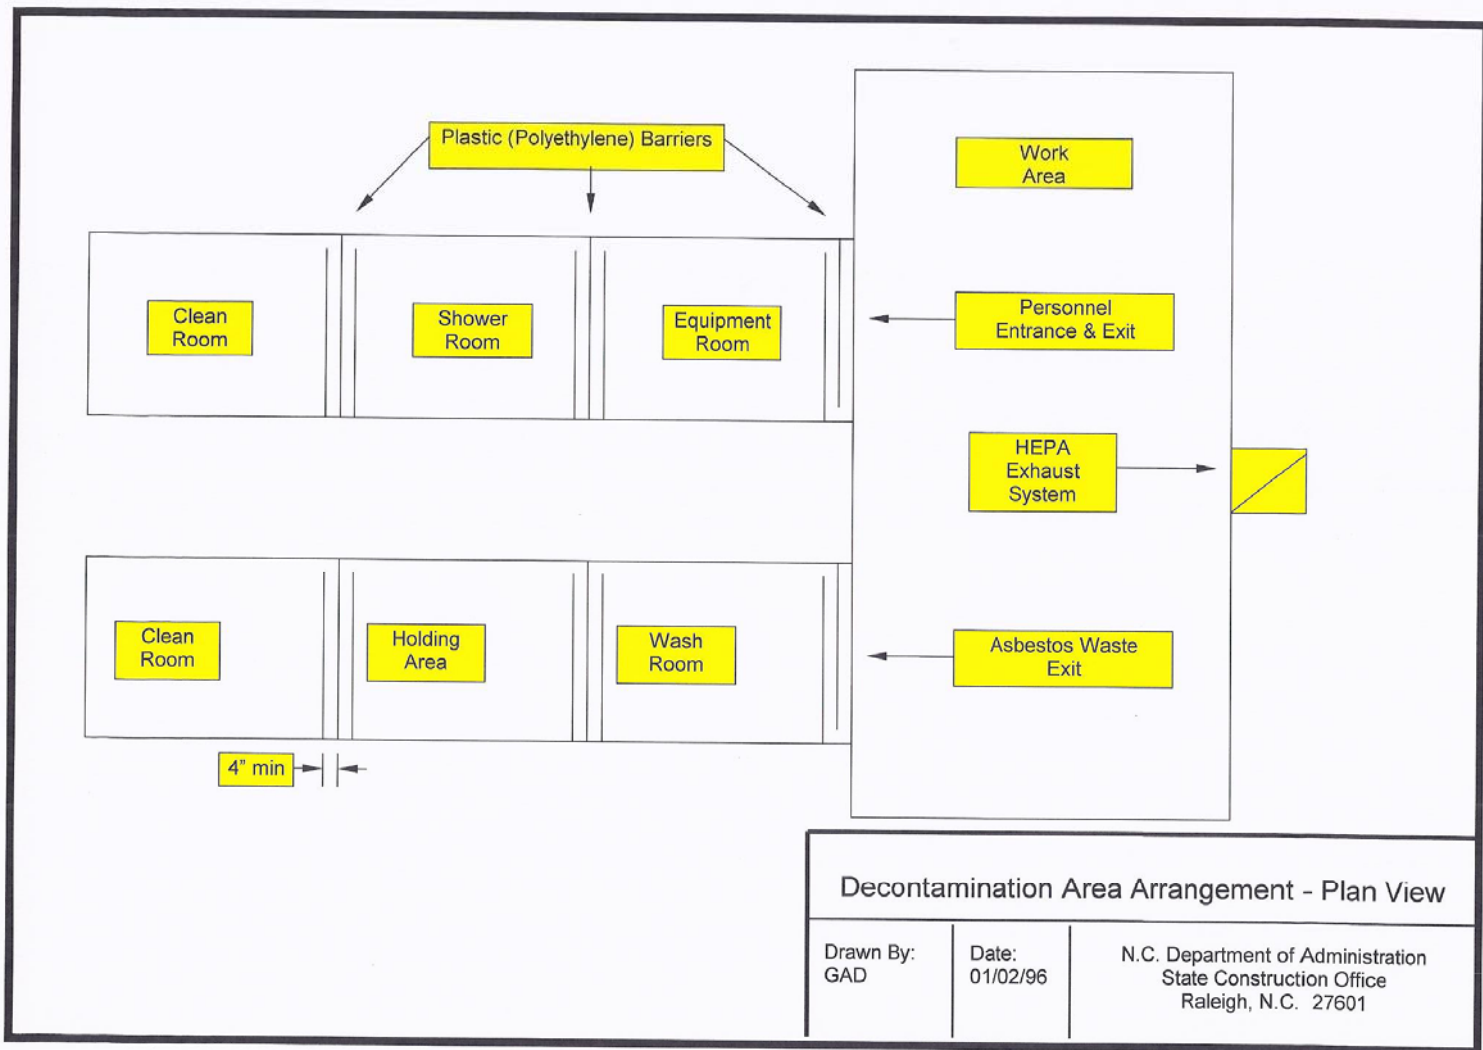 Plastic (Polyethylene) Barriers
Work
Area
Clean
Room
Shower
Room
Equipment
Room
Personnel
Entrance & Exit
HEPA
Exhaust
System
Clean
Room
Holding
Area
Wash
Room
Asbestos Waste
Exit
4" min
Decontamination Area Arrangement - Plan View
Drawn By:
GAD
Date:
01/02/96
N.C. Department of Administration
State Construction Office
Raleigh, N.C. 27601